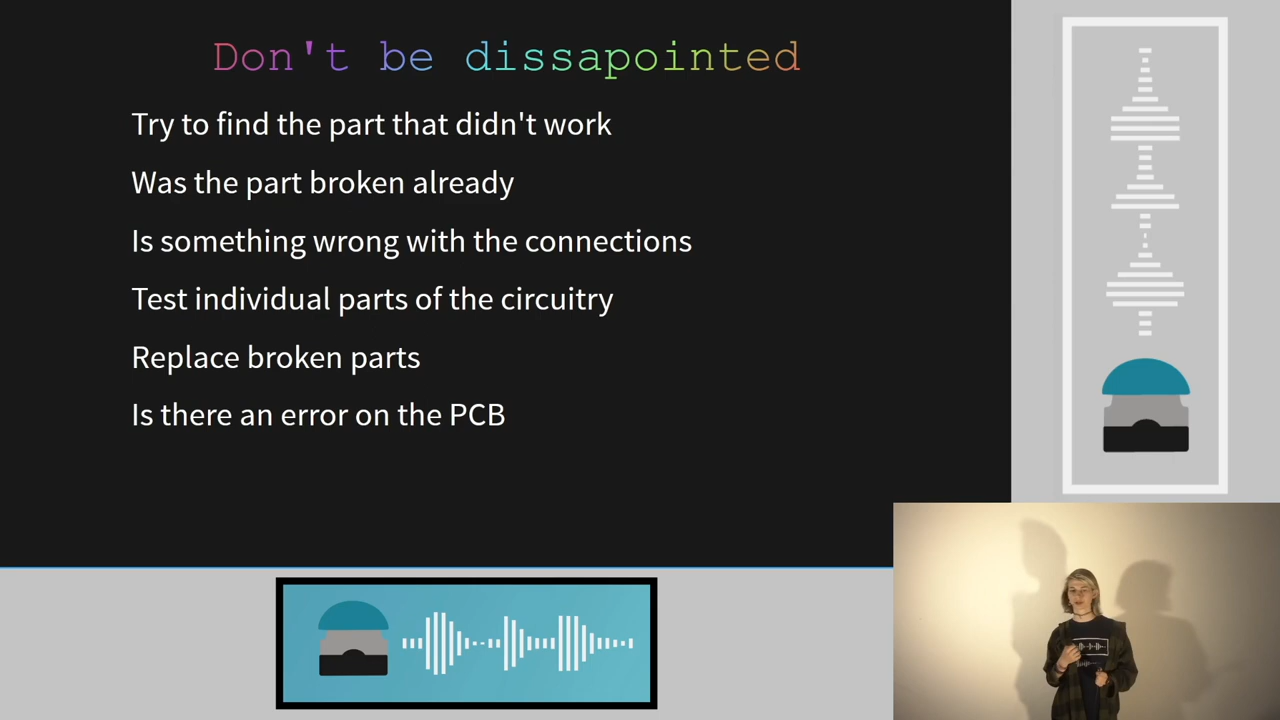 Don't be dissapointed
Try to find the part that didn't work
Was the part broken already
Is something wrong with the connections
Test individual parts of the circuitry
Replace broken parts
Is there an error on the PCB